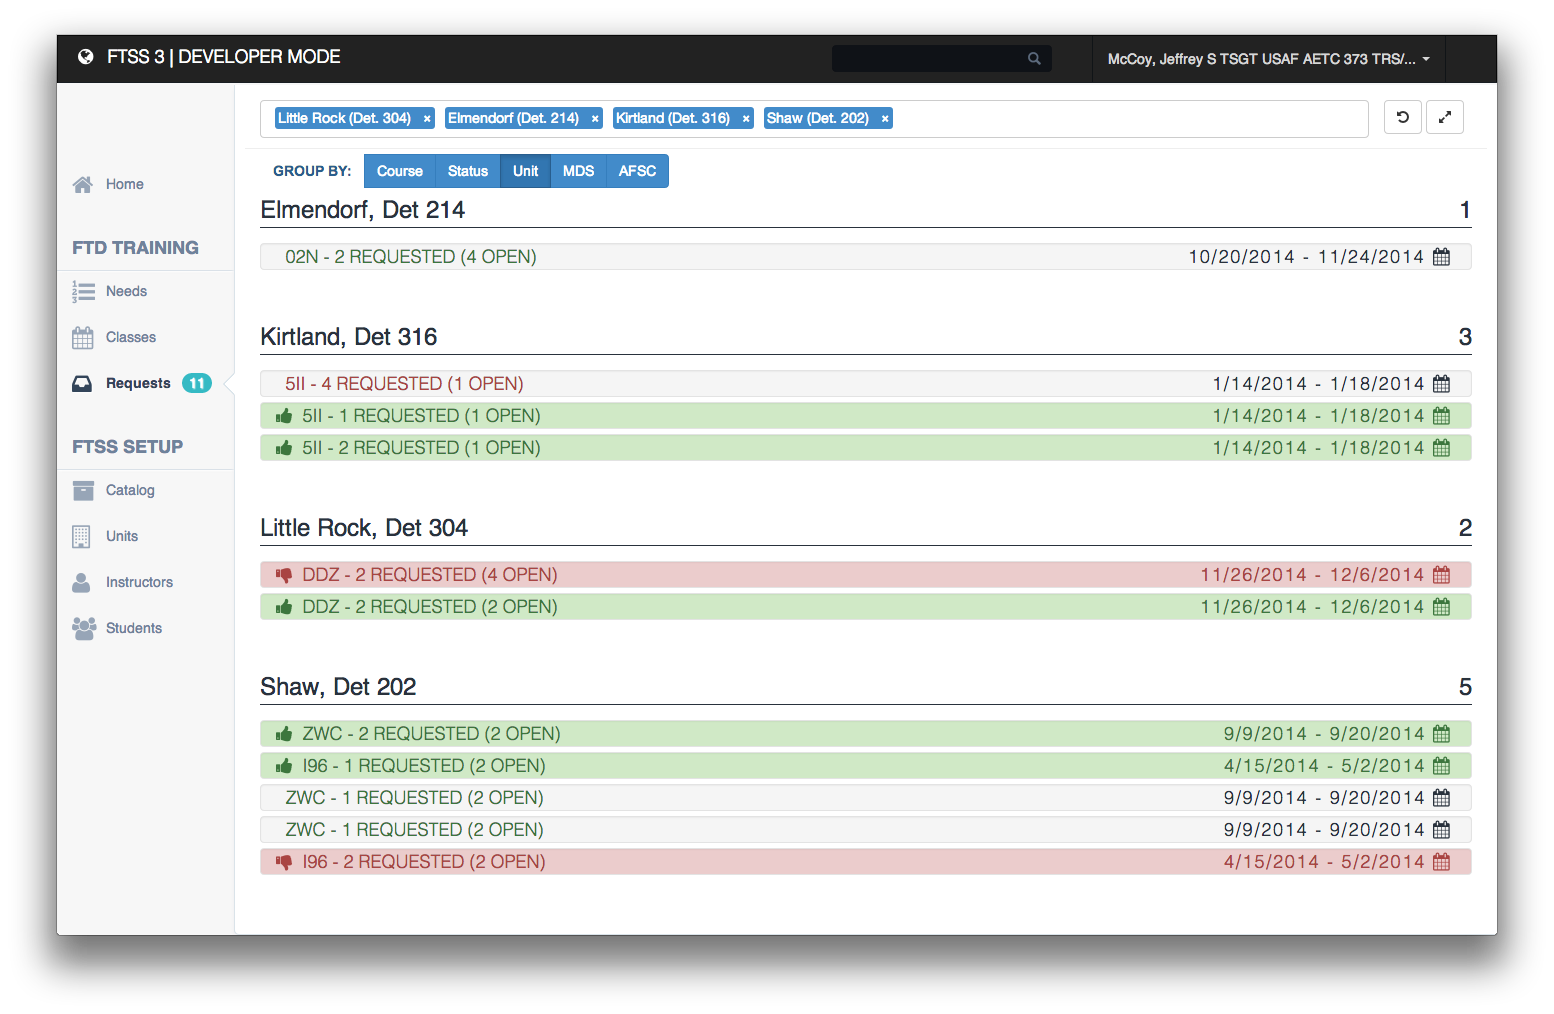 FTSS 3 | DEVELOPER MODE
McCoy, Jeffrey S TSGT USAF AETC 373 TRS/...
Little Rock (Det. 304) × Elmendorf (Det. 214) × Kirtland (Det. 316) × Shaw (Det. 202) ×
GROUP BY: Course Status Unit MDS AFSC
Home
FTD TRAINING
Needs
Classes
Requests 11
FTSS SETUP
Catalog
Units
Instructors
Students
Elmendorf, Det 214 1
02N - 2 REQUESTED (4 OPEN) 10/20/2014 - 11/24/2014
Kirtland, Det 316 3
5II - 4 REQUESTED (1 OPEN) 1/14/2014 - 1/18/2014
5II - 1 REQUESTED (1 OPEN) 1/14/2014 - 1/18/2014
5II - 2 REQUESTED (1 OPEN) 1/14/2014 - 1/18/2014
Little Rock, Det 304 2
DDZ - 2 REQUESTED (4 OPEN) 11/26/2014 - 12/6/2014
DDZ - 2 REQUESTED (2 OPEN) 11/26/2014 - 12/6/2014
Shaw, Det 202 5
ZWC - 2 REQUESTED (2 OPEN) 9/9/2014 - 9/20/2014
I96 - 1 REQUESTED (2 OPEN) 4/15/2014 - 5/2/2014
ZWC - 1 REQUESTED (2 OPEN) 9/9/2014 - 9/20/2014
ZWC - 1 REQUESTED (2 OPEN) 9/9/2014 - 9/20/2014
I96 - 2 REQUESTED (2 OPEN) 4/15/2014 - 5/2/2014